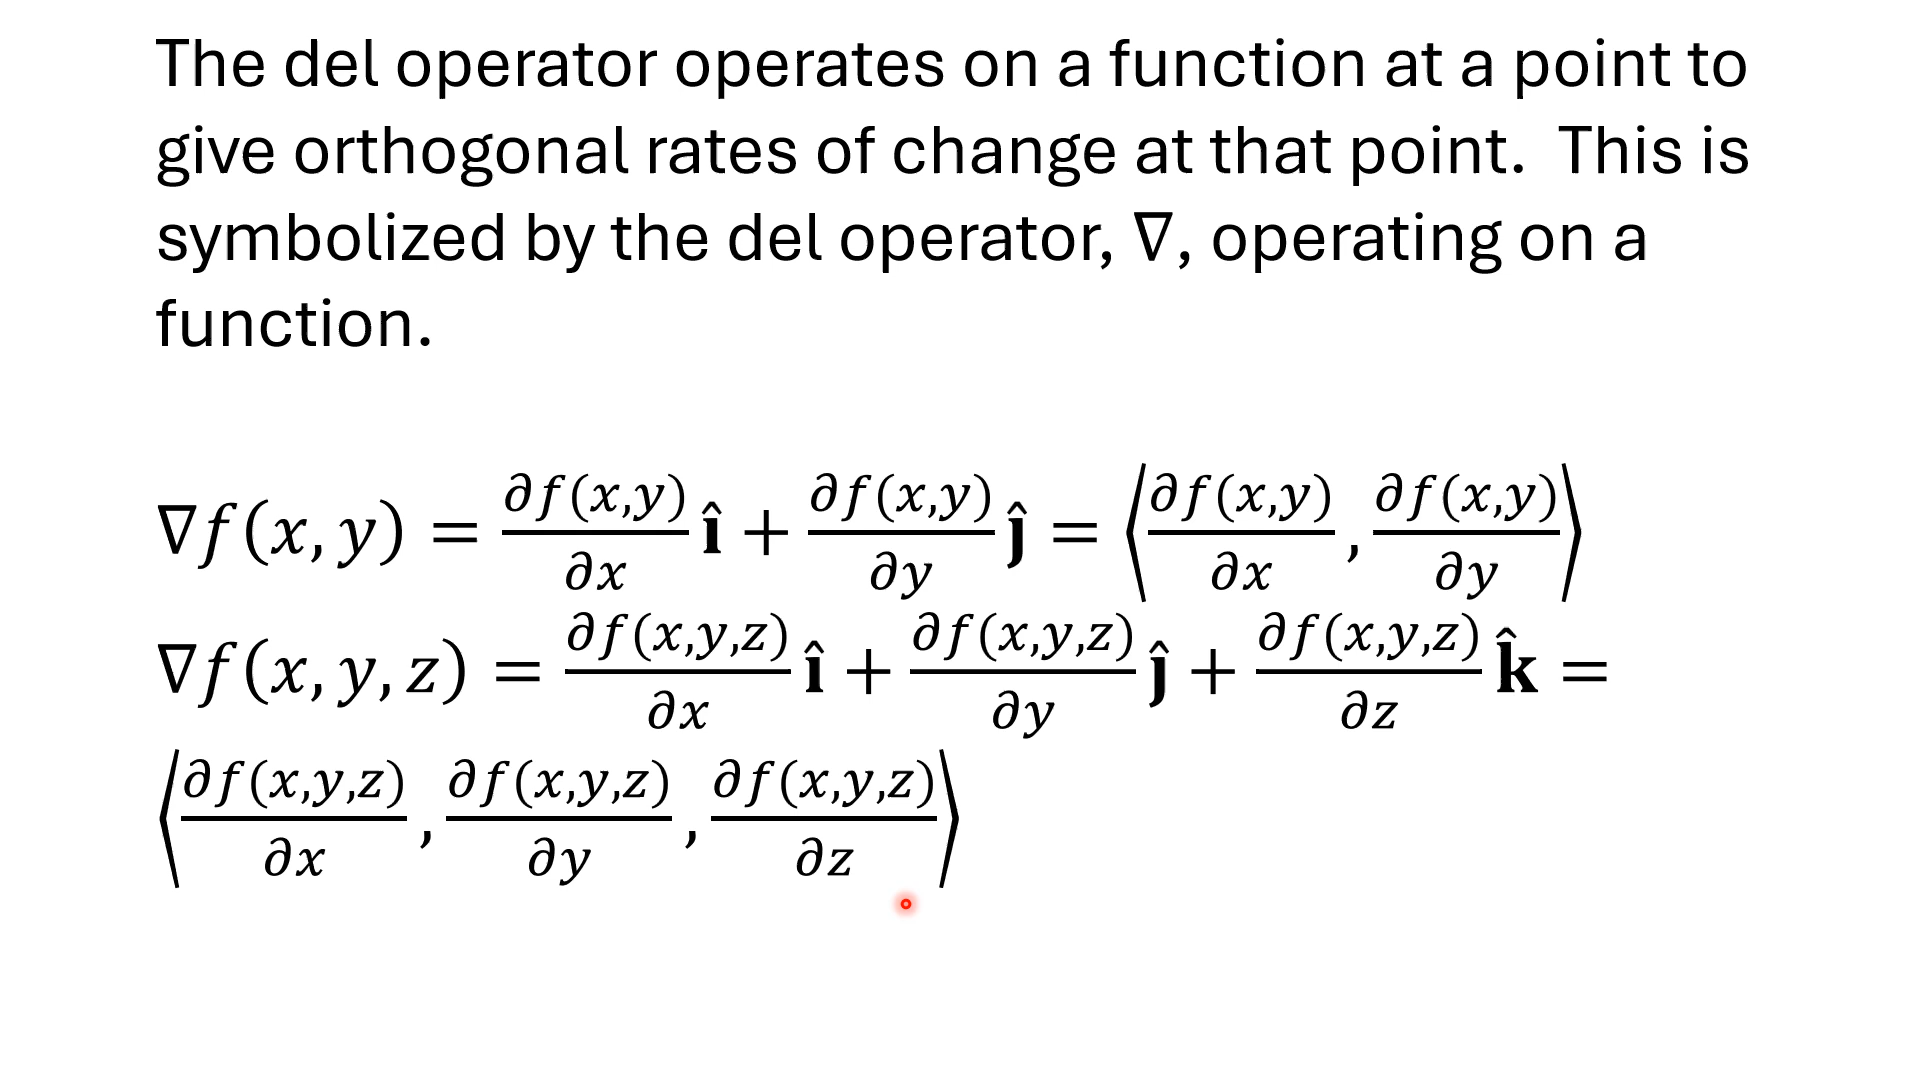 The del operator operates on a function at a point to
give orthogonal rates of change at that point.  This is
symbolized by the del operator, ∇, operating on a
function.
∇f(x, y) = ∂f(x,y)/∂x î + ∂f(x,y)/∂y ĵ = ⟨∂f(x,y)/∂x , ∂f(x,y)/∂y⟩
∇f(x, y, z) = ∂f(x,y,z)/∂x î + ∂f(x,y,z)/∂y ĵ + ∂f(x,y,z)/∂z k̂ =
⟨∂f(x,y,z)/∂x , ∂f(x,y,z)/∂y , ∂f(x,y,z)/∂z⟩